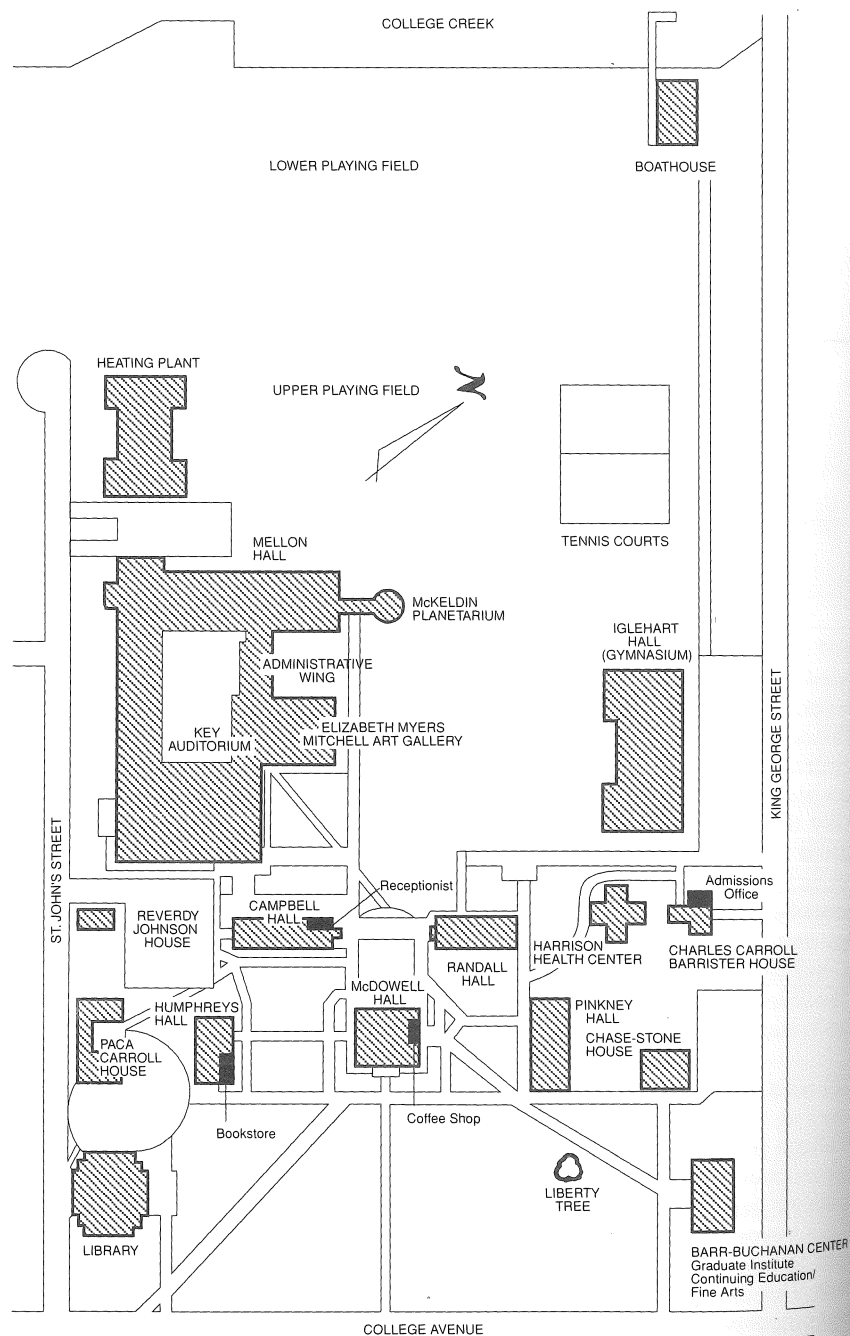 COLLEGE CREEK
LOWER PLAYING FIELD
BOATHOUSE
HEATING PLANT
UPPER PLAYING FIELD
N
TENNIS COURTS
MELLON
HALL
McKELDIN
PLANETARIUM
IGLEHART
HALL
(GYMNASIUM)
ADMINISTRATIVE
WING
KEY
AUDITORIUM
ELIZABETH MYERS
MITCHELL ART GALLERY
KING GEORGE STREET
ST. JOHN'S STREET
Receptionist
Admissions
Office
CAMPBELL
HALL
REVERDY
JOHNSON
HOUSE
RANDALL
HALL
HARRISON
HEALTH CENTER
CHARLES CARROLL
BARRISTER HOUSE
McDOWELL
HALL
HUMPHREYS
HALL
PINKNEY
HALL
CHASE-STONE
HOUSE
PACA
CARROLL
HOUSE
Bookstore
Coffee Shop
LIBERTY
TREE
LIBRARY
BARR-BUCHANAN CENTER
Graduate Institute
Continuing Education/
Fine Arts
COLLEGE AVENUE